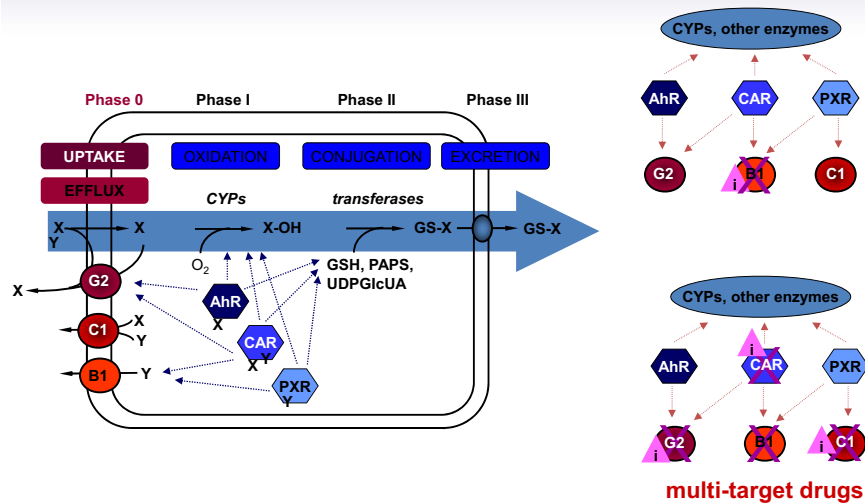 Phase 0 Phase I Phase II Phase III
UPTAKE OXIDATION CONJUGATION EXCRETION
EFFLUX
CYPs transferases
X X X-OH GS-X GS-X
Y
O2 GSH, PAPS,
UDPGlcUA
X G2
AhR
X
C1 X
Y
CAR
X Y
B1 Y
PXR
Y
CYPs, other enzymes
AhR CAR PXR
G2 i B1 X C1
CYPs, other enzymes
i
AhR CAR X PXR
i G2 X B1 X i C1 X
multi-target drugs